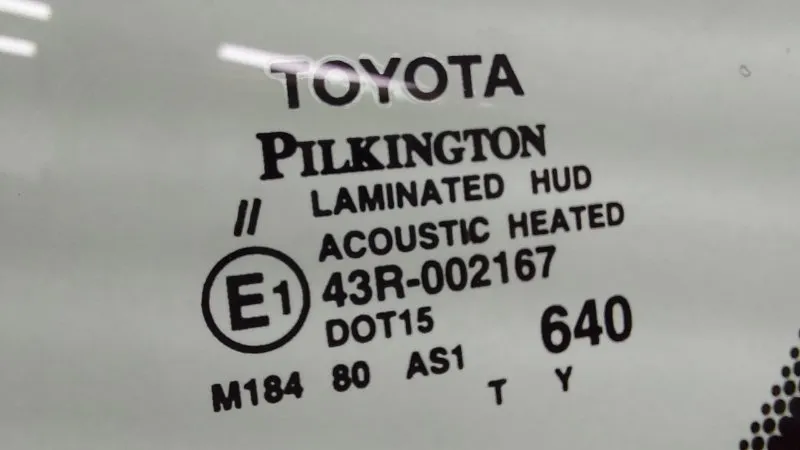 TOYOTA
PILKINGTON
// LAMINATED HUD
ACOUSTIC HEATED
E1 43R-002167
DOT15
M184 80 AS1 640
T Y